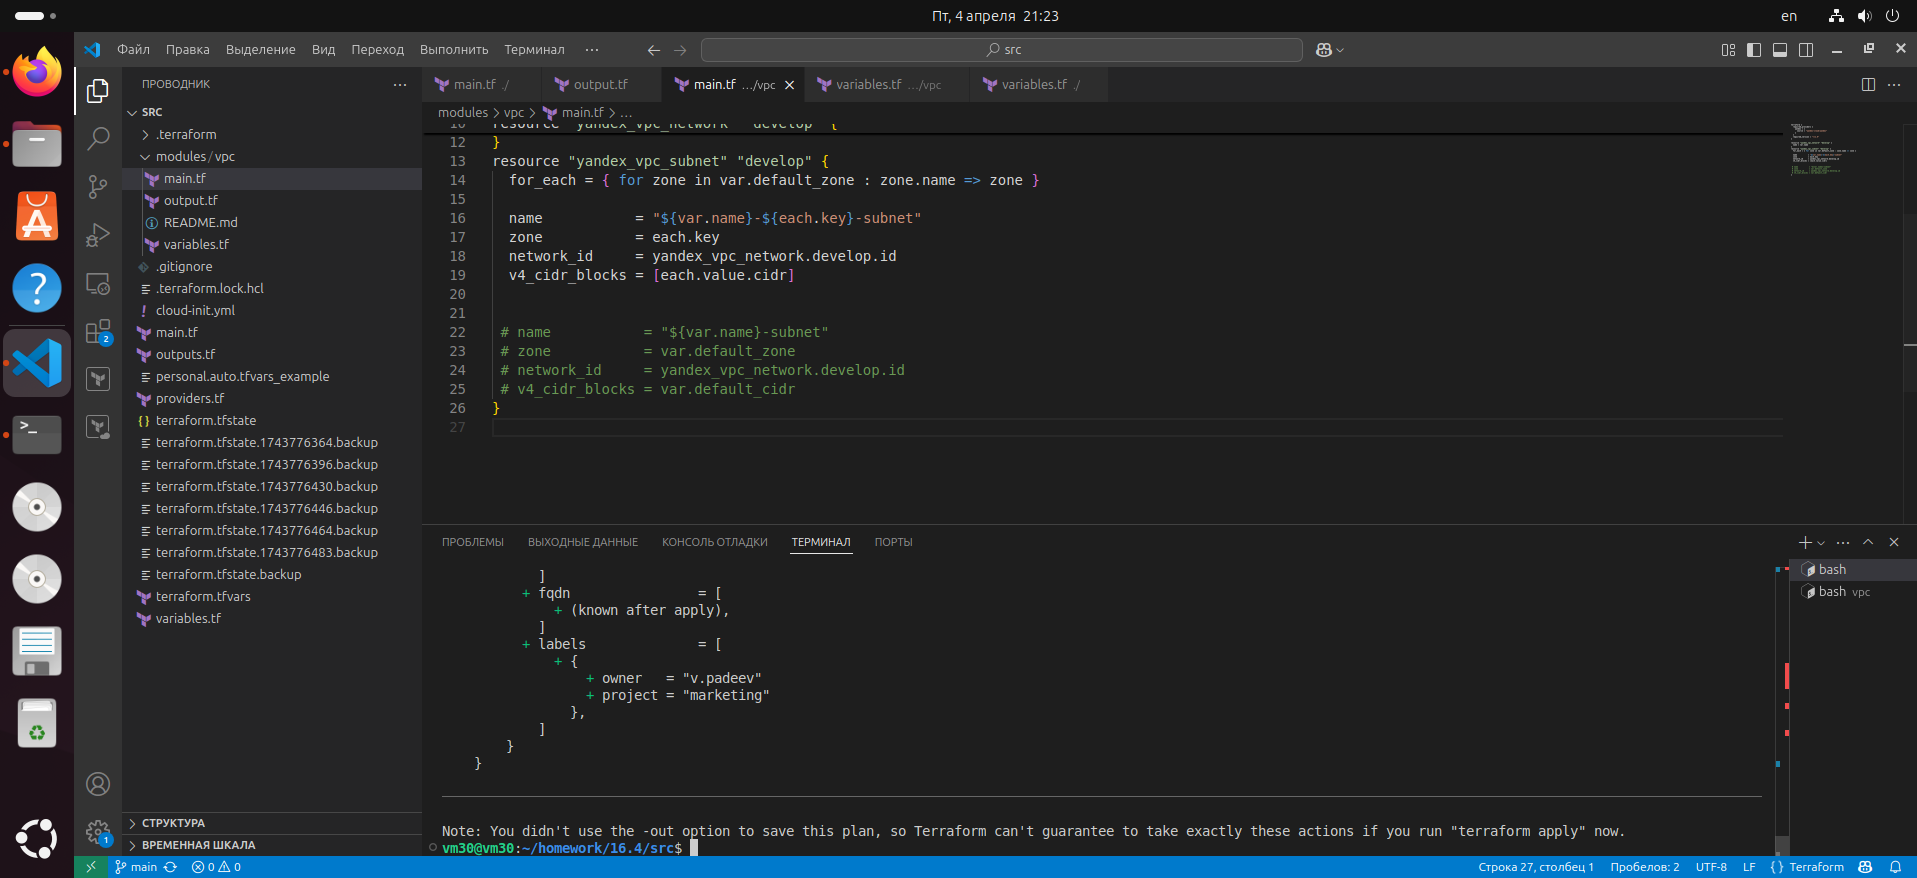 Пт, 4 апреля 21:23
en
Файл Правка Выделение Вид Переход Выполнить Терминал ···
src
ПРОВОДНИК ···
main.tf ./
output.tf
main.tf .../vpc
variables.tf .../vpc
variables.tf ./
modules > vpc > main.tf > ...
SRC
.terraform
modules/vpc
main.tf
output.tf
README.md
variables.tf
.gitignore
.terraform.lock.hcl
cloud-init.yml
main.tf
outputs.tf
personal.auto.tfvars_example
providers.tf
terraform.tfstate
terraform.tfstate.1743776364.backup
terraform.tfstate.1743776396.backup
terraform.tfstate.1743776430.backup
terraform.tfstate.1743776446.backup
terraform.tfstate.1743776464.backup
terraform.tfstate.1743776483.backup
terraform.tfstate.backup
terraform.tfvars
variables.tf
СТРУКТУРА
ВРЕМЕННАЯ ШКАЛА
10 resource "yandex_vpc_network" "develop" {
12 }
13 resource "yandex_vpc_subnet" "develop" {
14 for_each = { for zone in var.default_zone : zone.name => zone }
15
16 name = "${var.name}-${each.key}-subnet"
17 zone = each.key
18 network_id = yandex_vpc_network.develop.id
19 v4_cidr_blocks = [each.value.cidr]
20
21
22 # name = "${var.name}-subnet"
23 # zone = var.default_zone
24 # network_id = yandex_vpc_network.develop.id
25 # v4_cidr_blocks = var.default_cidr
26 }
27
ПРОБЛЕМЫ ВЫХОДНЫЕ ДАННЫЕ КОНСОЛЬ ОТЛАДКИ ТЕРМИНАЛ ПОРТЫ
]
+ fqdn = [
+ (known after apply),
]
+ labels = [
+ {
+ owner = "v.padeev"
+ project = "marketing"
},
]
}
}
Note: You didn't use the -out option to save this plan, so Terraform can't guarantee to take exactly these actions if you run "terraform apply" now.
vm30@vm30:~/homework/16.4/src$
bash
bash vpc
2
1
main 0 0
Строка 27, столбец 1 Пробелов: 2 UTF-8 LF {} Terraform